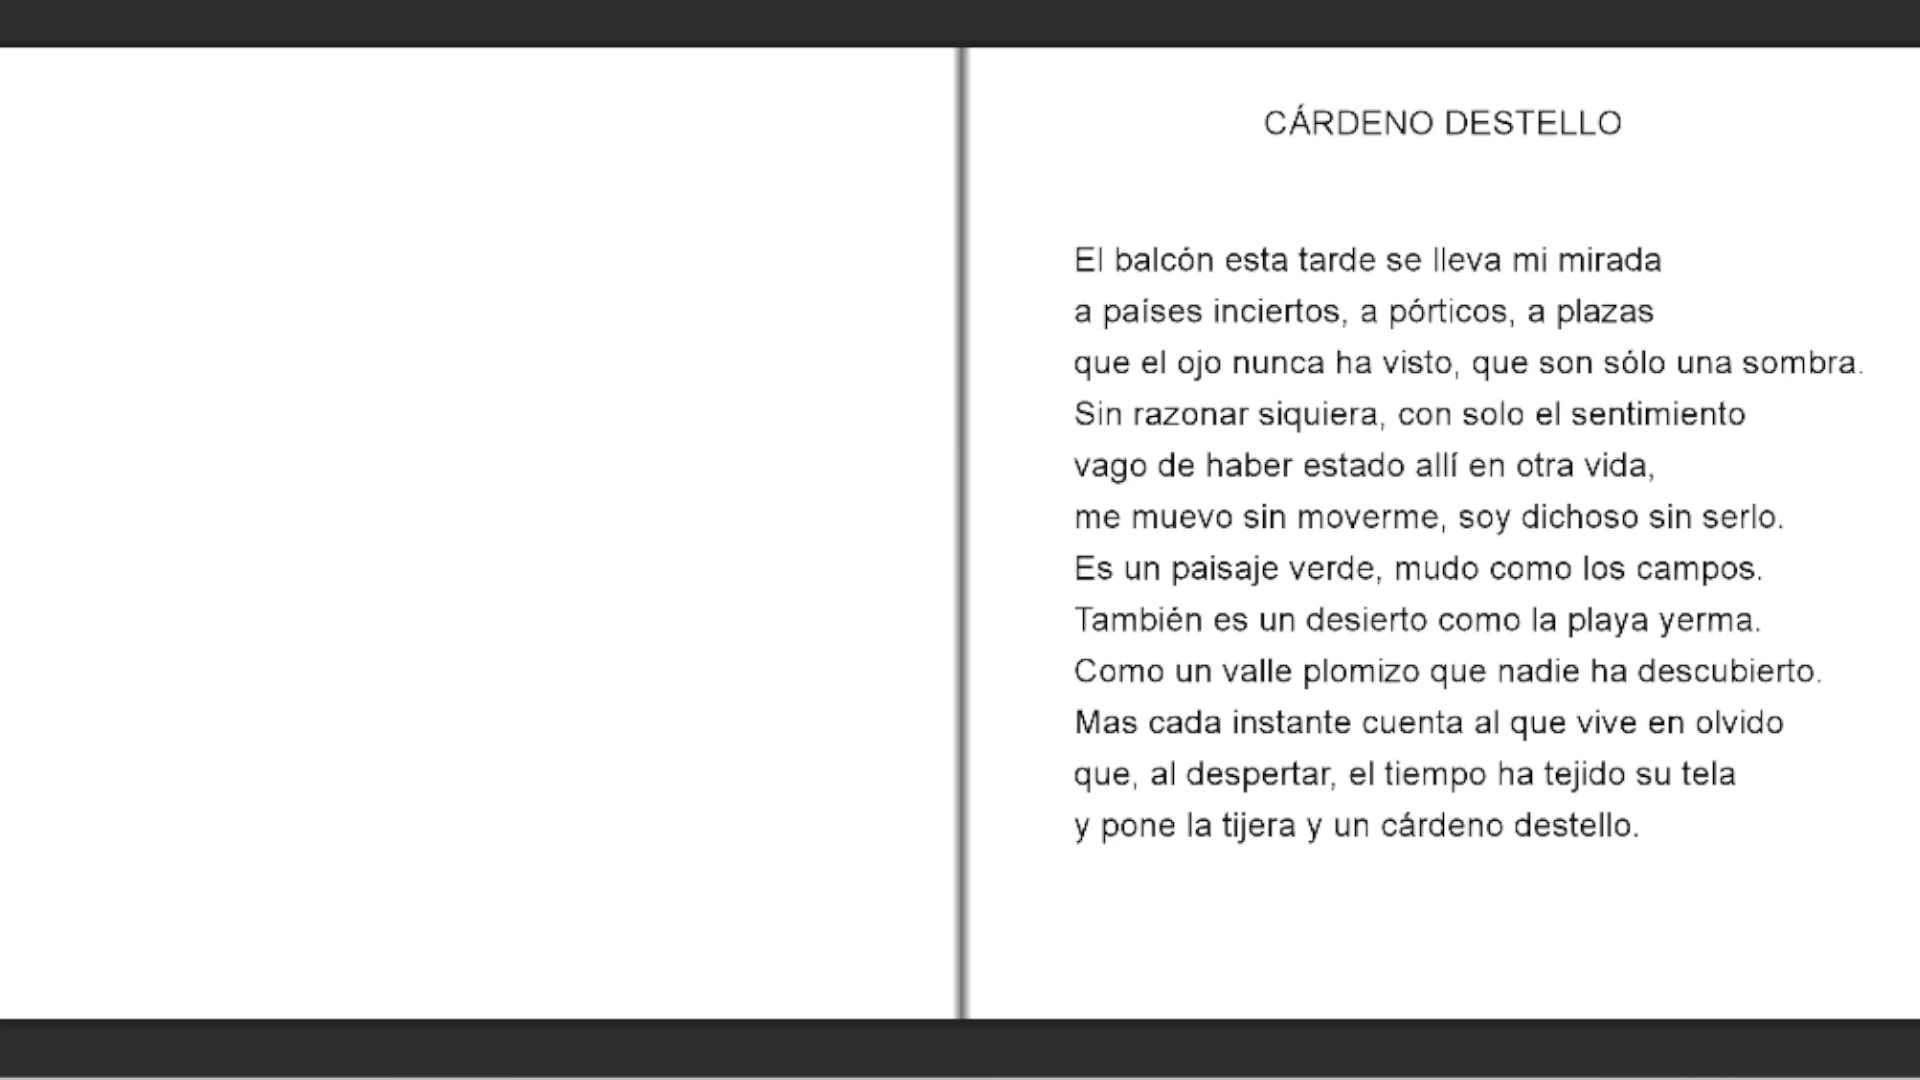 CÁRDENO DESTELLO
El balcón esta tarde se lleva mi mirada
a países inciertos, a pórticos, a plazas
que el ojo nunca ha visto, que son sólo una sombra.
Sin razonar siquiera, con solo el sentimiento
vago de haber estado allí en otra vida,
me muevo sin moverme, soy dichoso sin serlo.
Es un paisaje verde, mudo como los campos.
También es un desierto como la playa yerma.
Como un valle plomizo que nadie ha descubierto.
Mas cada instante cuenta al que vive en olvido
que, al despertar, el tiempo ha tejido su tela
y pone la tijera y un cárdeno destello.